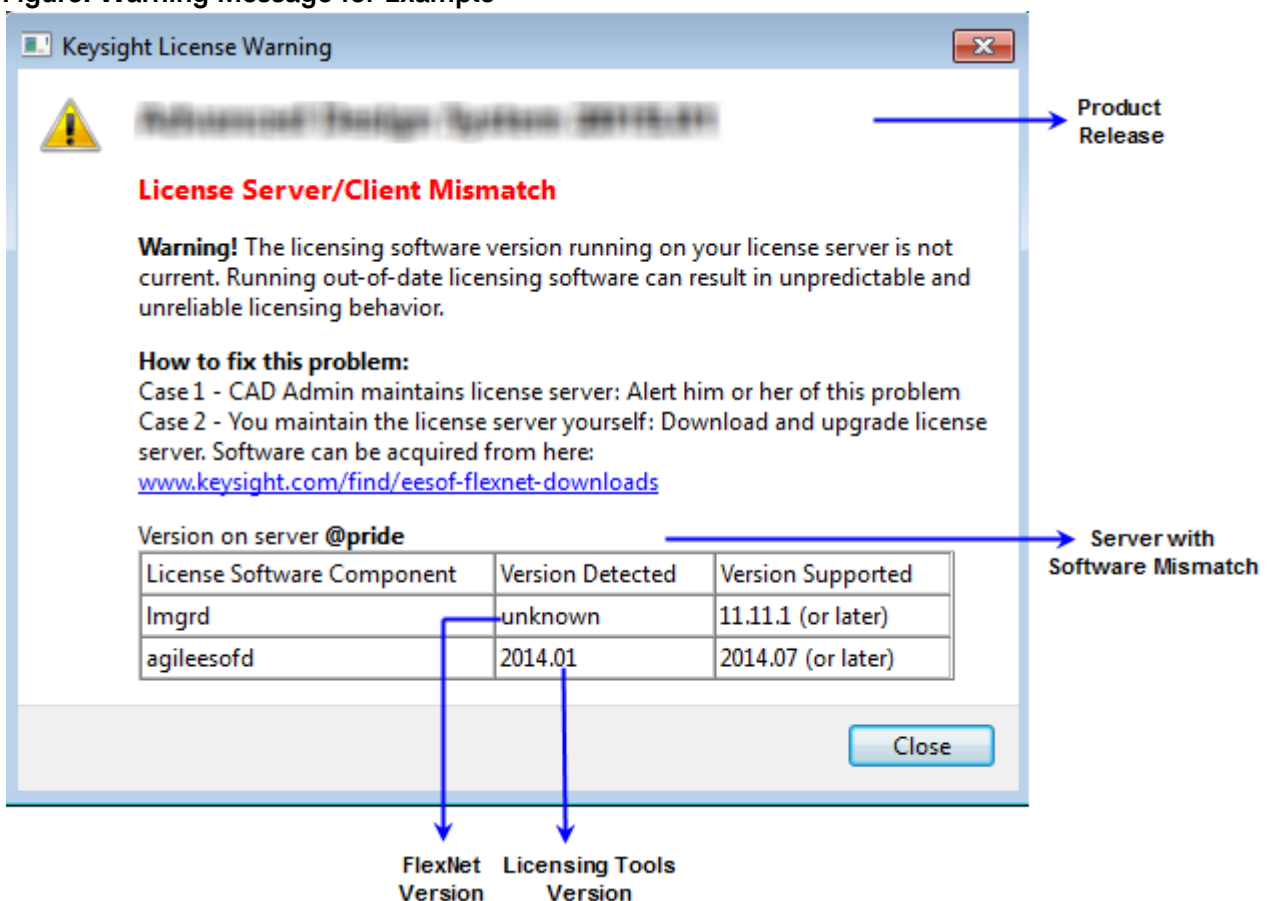 Figure: Warning Message for Example
Keysight License Warning
Product
Release
License Server/Client Mismatch
Warning! The licensing software version running on your license server is not
current. Running out-of-date licensing software can result in unpredictable and
unreliable licensing behavior.
How to fix this problem:
Case 1 - CAD Admin maintains license server: Alert him or her of this problem
Case 2 - You maintain the license server yourself: Download and upgrade license
server. Software can be acquired from here:
www.keysight.com/find/eesof-flexnet-downloads
Version on server @pride
Server with
Software Mismatch
License Software Component Version Detected Version Supported
lmgrd unknown 11.11.1 (or later)
agileesofd 2014.01 2014.07 (or later)
Close
FlexNet
Version
Licensing Tools
Version